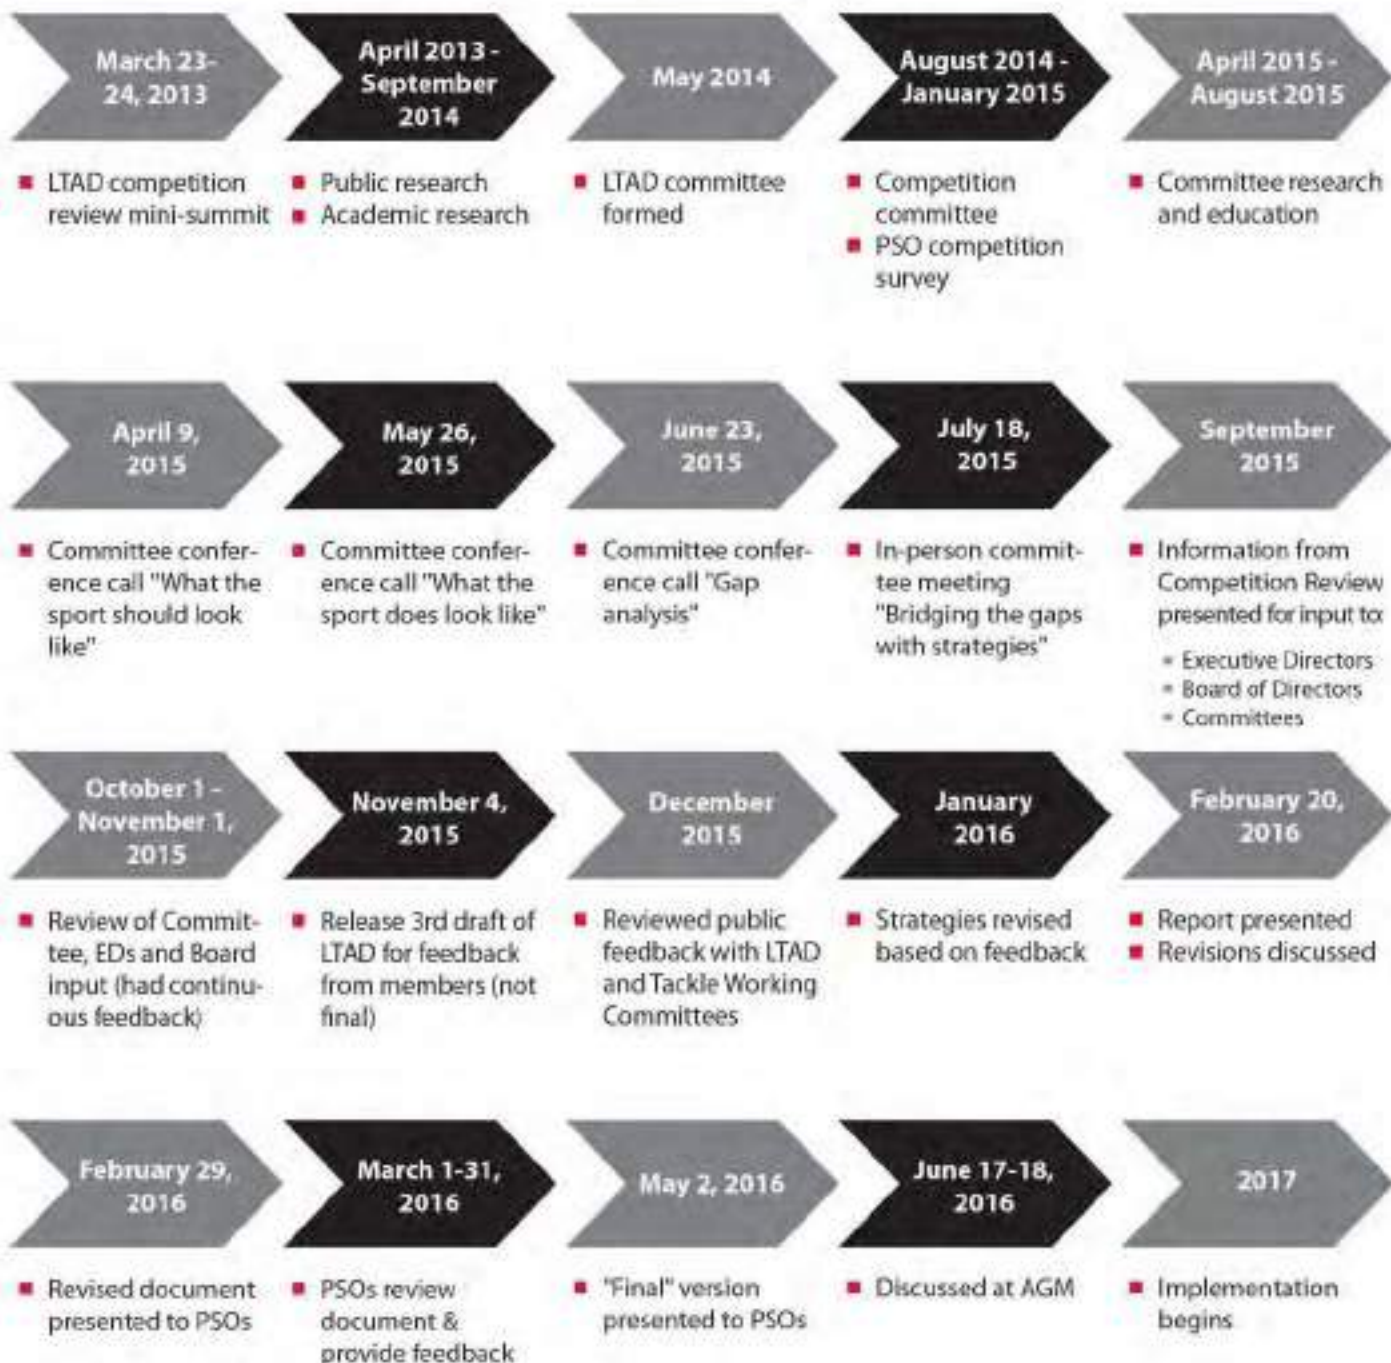 March 23-
24, 2013
■ LTAD competition
review mini-summit
April 2013 -
September
2014
■ Public research
■ Academic research
May 2014
■ LTAD committee
formed
August 2014 -
January 2015
■ Competition
committee
■ PSO competition
survey
April 2015 -
August 2015
■ Committee research
and education
April 9,
2015
■ Committee confer-
ence call "What the
sport should look
like"
May 26,
2015
■ Committee confer-
ence call "What the
sport does look like"
June 23,
2015
■ Committee confer-
ence call "Gap
analysis"
July 18,
2015
■ In-person commit-
tee meeting
"Bridging the gaps
with strategies"
September
2015
■ Information from
Competition Review
presented for input to:
▪ Executive Directors
▪ Board of Directors
▪ Committees
October 1 -
November 1,
2015
■ Review of Commit-
tee, EDs and Board
input (had continu-
ous feedback)
November 4,
2015
■ Release 3rd draft of
LTAD for feedback
from members (not
final)
December
2015
■ Reviewed public
feedback with LTAD
and Tackle Working
Committees
January
2016
■ Strategies revised
based on feedback
February 20,
2016
■ Report presented
■ Revisions discussed
February 29,
2016
■ Revised document
presented to PSOs
March 1-31,
2016
■ PSOs review
document &
provide feedback
May 2, 2016
■ "Final" version
presented to PSOs
June 17-18,
2016
■ Discussed at AGM
2017
■ Implementation
begins